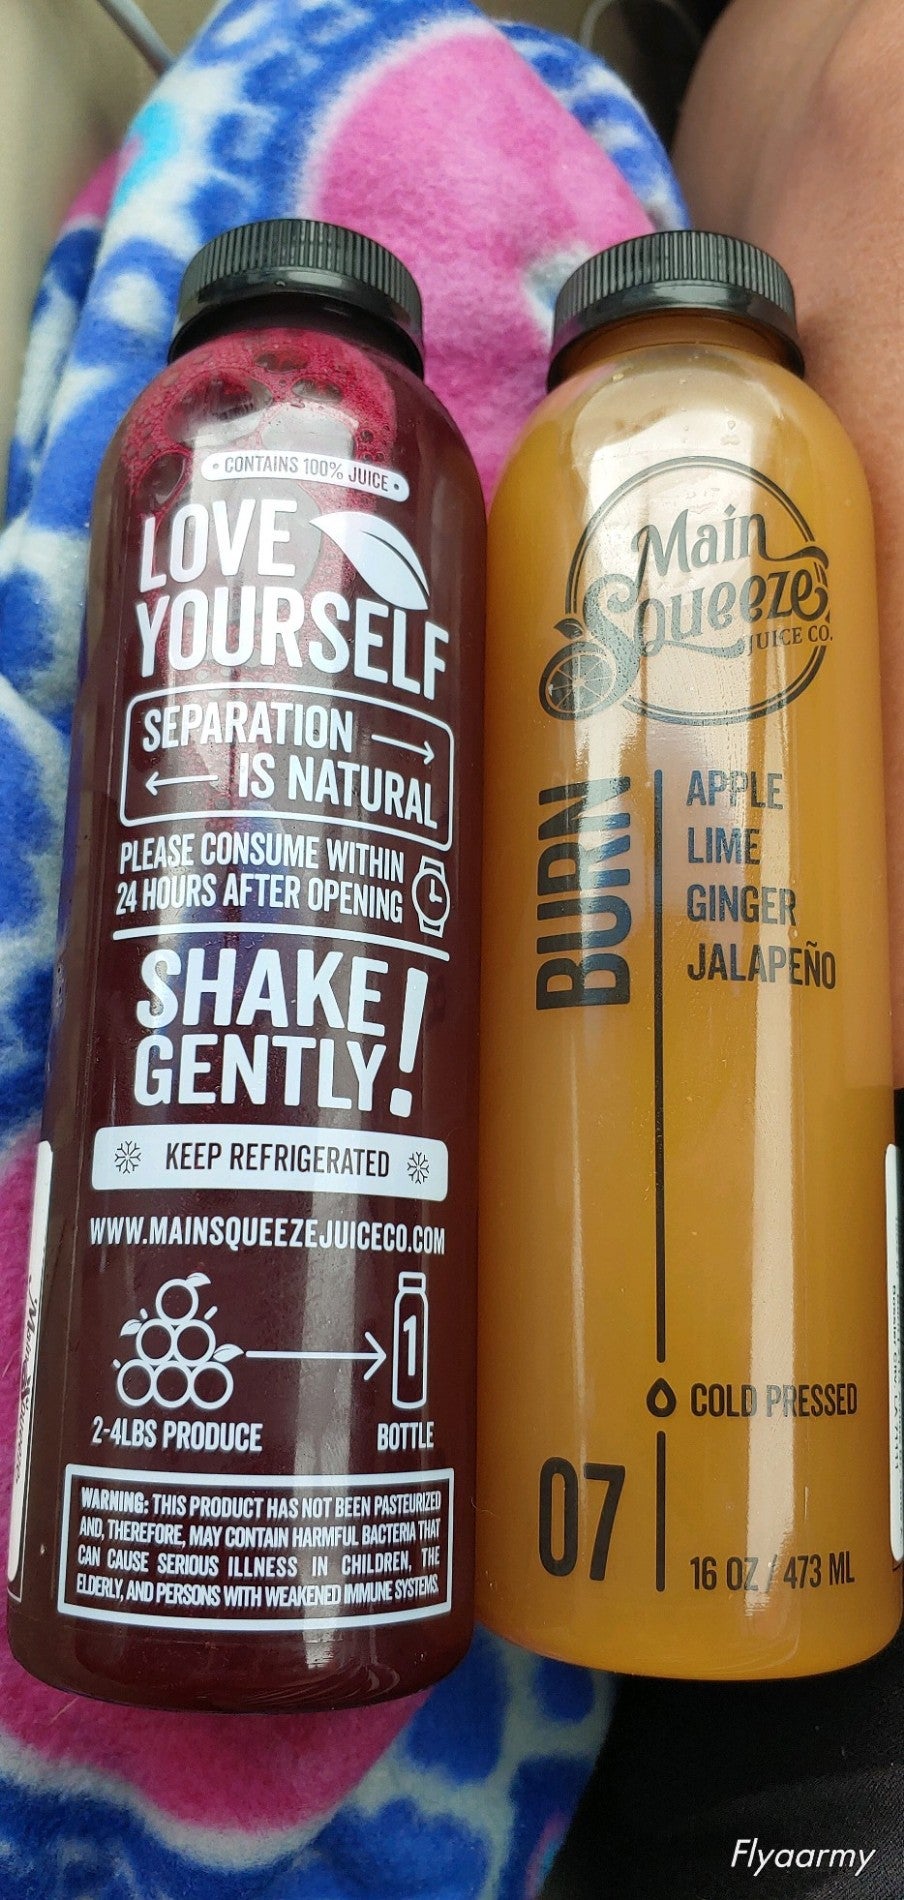 CONTAINS 100% JUICE
LOVE
YOURSELF
SEPARATION
IS NATURAL
PLEASE CONSUME WITHIN
24 HOURS AFTER OPENING
SHAKE
GENTLY!
KEEP REFRIGERATED
WWW.MAINSQUEEZEJUICECO.COM
1
2-4LBS PRODUCE
BOTTLE
WARNING: THIS PRODUCT HAS NOT BEEN PASTEURIZED
AND, THEREFORE, MAY CONTAIN HARMFUL BACTERIA THAT
CAN CAUSE SERIOUS ILLNESS IN CHILDREN, THE
ELDERLY, AND PERSONS WITH WEAKENED IMMUNE SYSTEMS.
Main
Squeeze
JUICE CO.
BURN
APPLE
LIME
GINGER
JALAPEÑO
COLD PRESSED
07
16 OZ / 473 ML
Flyaarmy